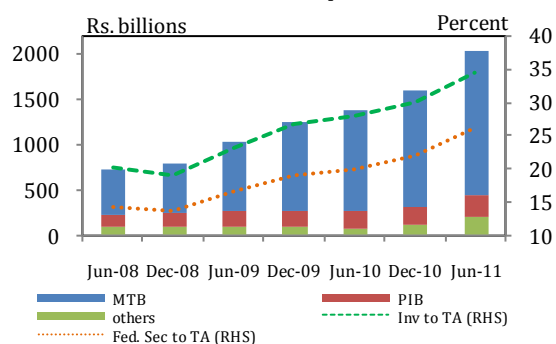 Rs. billions Percent
2000 40
1500 35
1000 30
500 25
0 20
15
10
Jun-08 Dec-08 Jun-09 Dec-09 Jun-10 Dec-10 Jun-11
MTB PIB
others Inv to TA (RHS)
Fed. Sec to TA (RHS)